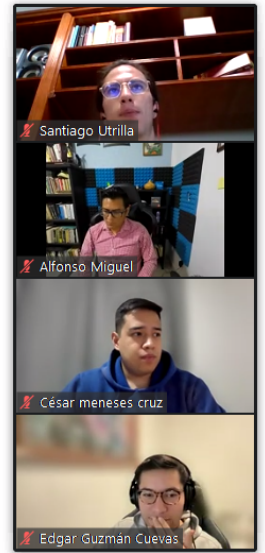 Santiago Utrilla
Alfonso Miguel
César meneses cruz
Edgar Guzmán Cuevas